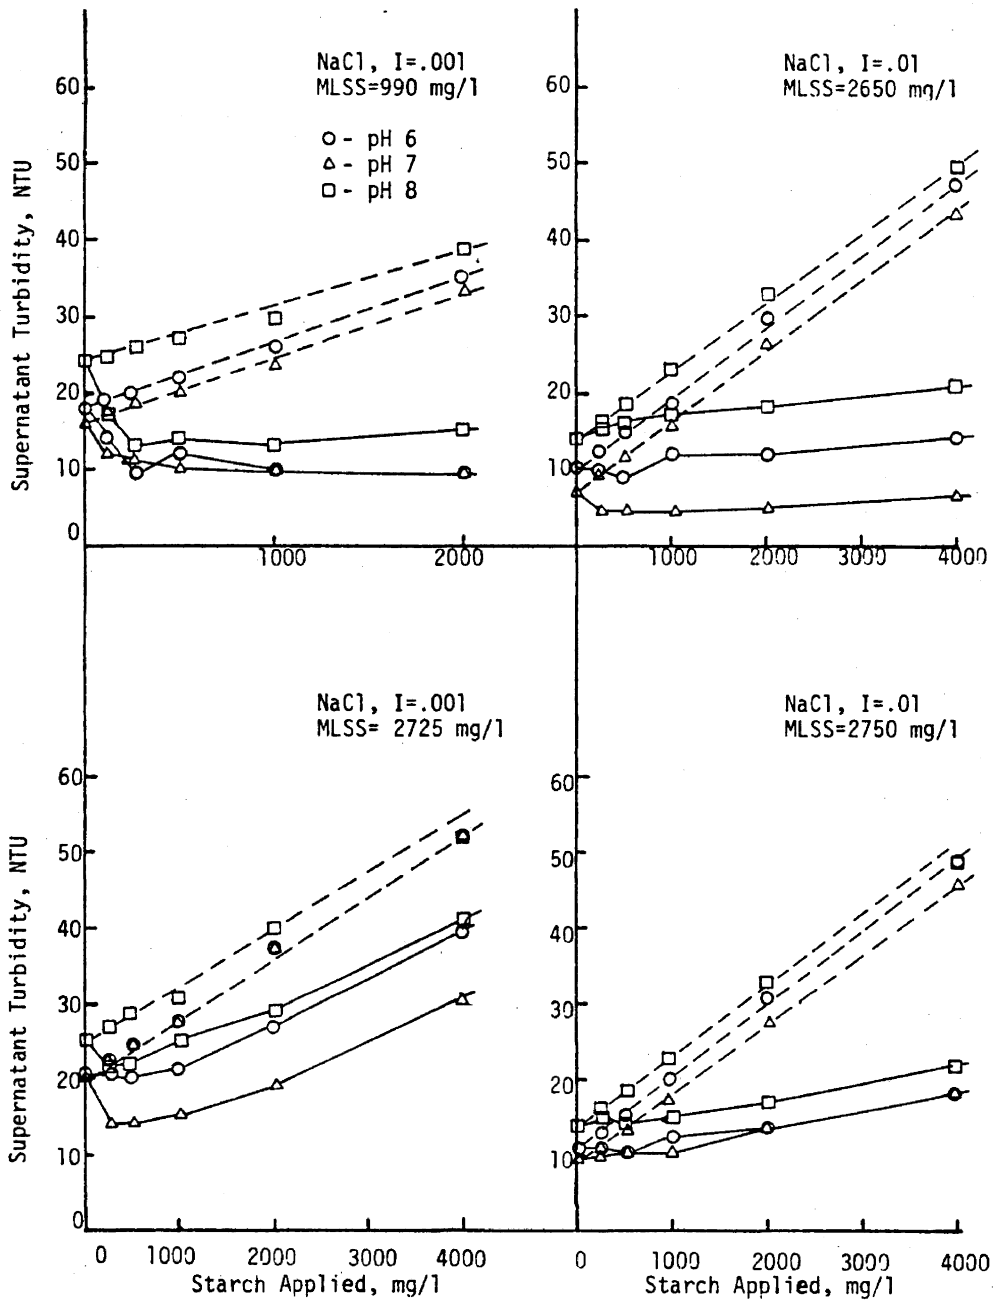 NaCl, I=.001
MLSS=990 mg/l
○ - pH 6
△ - pH 7
□ - pH 8
Supernatant Turbidity, NTU
60
50
40
30
20
10
0
1000
2000
NaCl, I=.01
MLSS=2650 mg/l
60
50
40
30
20
10
1000
2000
3000
4000
NaCl, I=.001
MLSS= 2725 mg/l
Supernatant Turbidity, NTU
60
50
40
30
20
10
0
0 1000 2000 3000 4000
Starch Applied, mg/l
NaCl, I=.01
MLSS=2750 mg/l
60
50
40
30
20
10
0 1000 2000 3000 4000
Starch Applied, mg/l